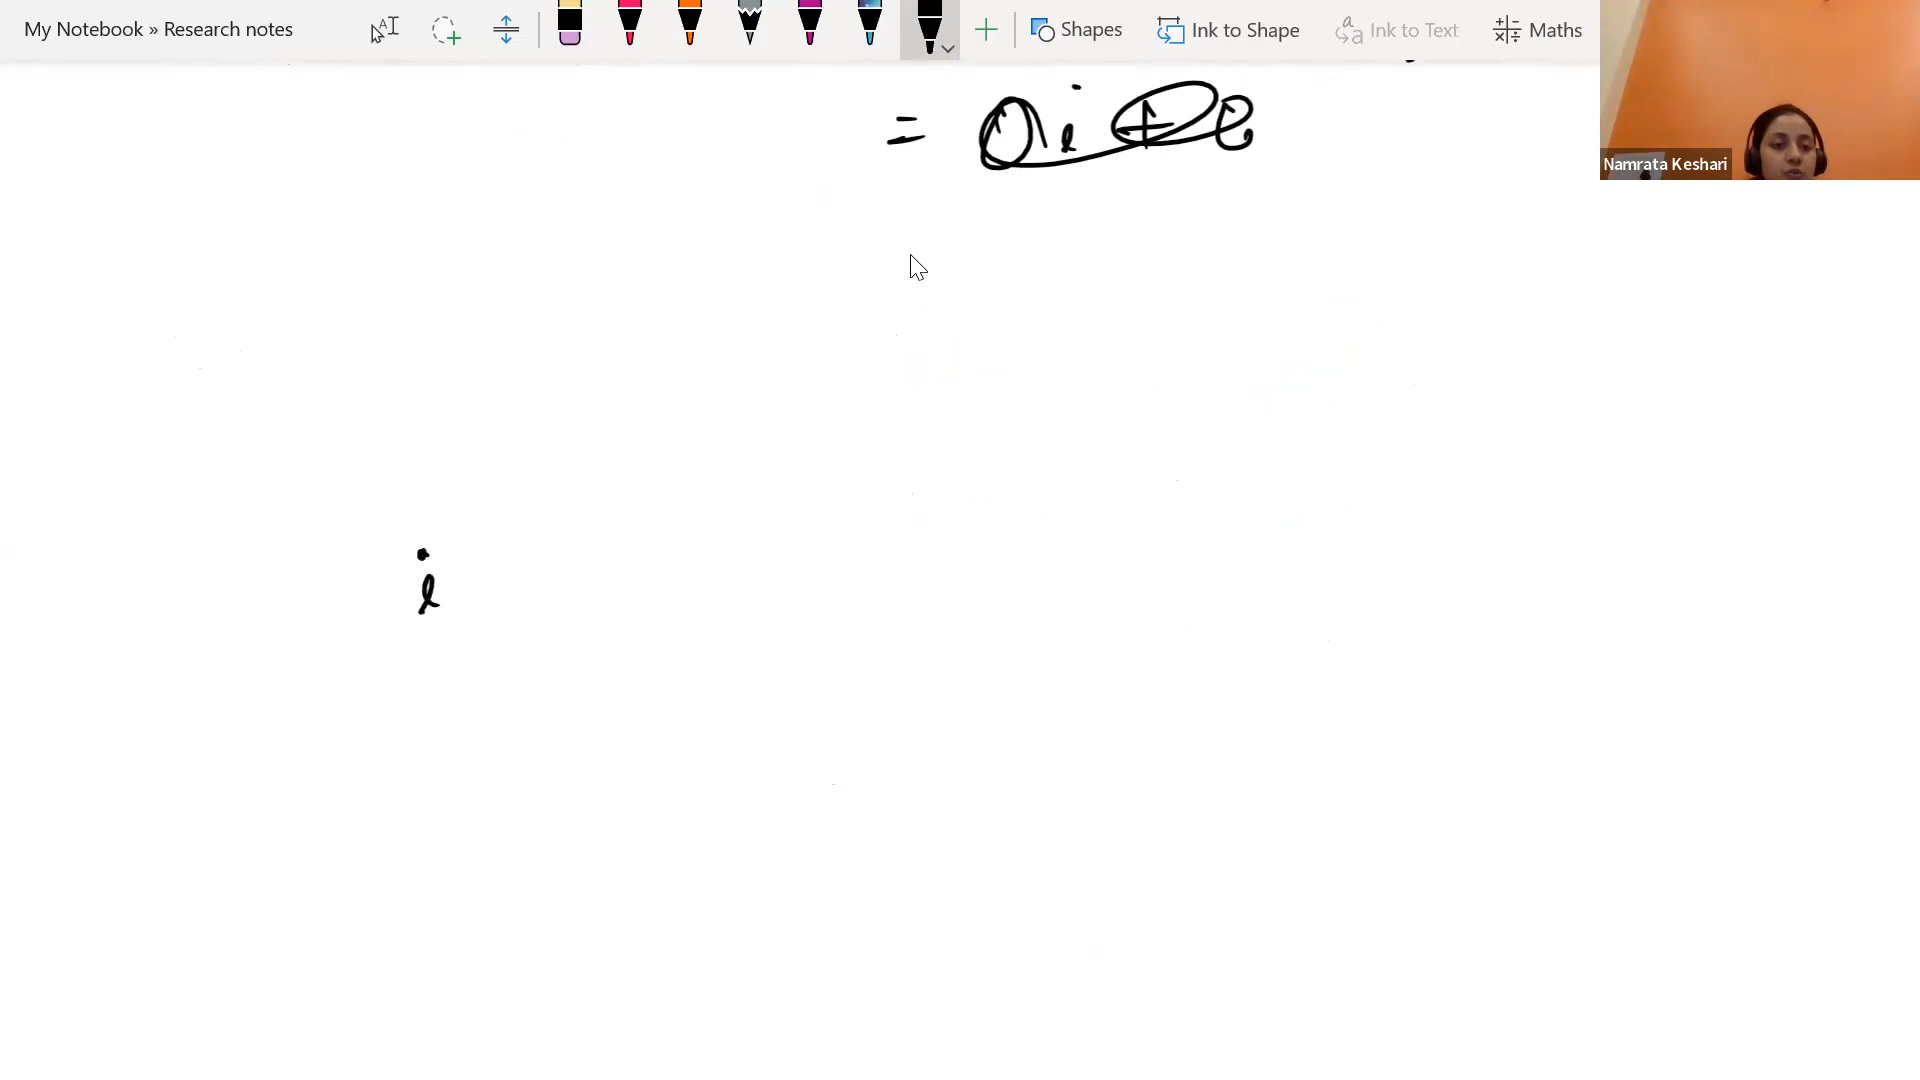 My Notebook » Research notes
Shapes
Ink to Shape
Ink to Text
Maths
Namrata Keshari
=
i